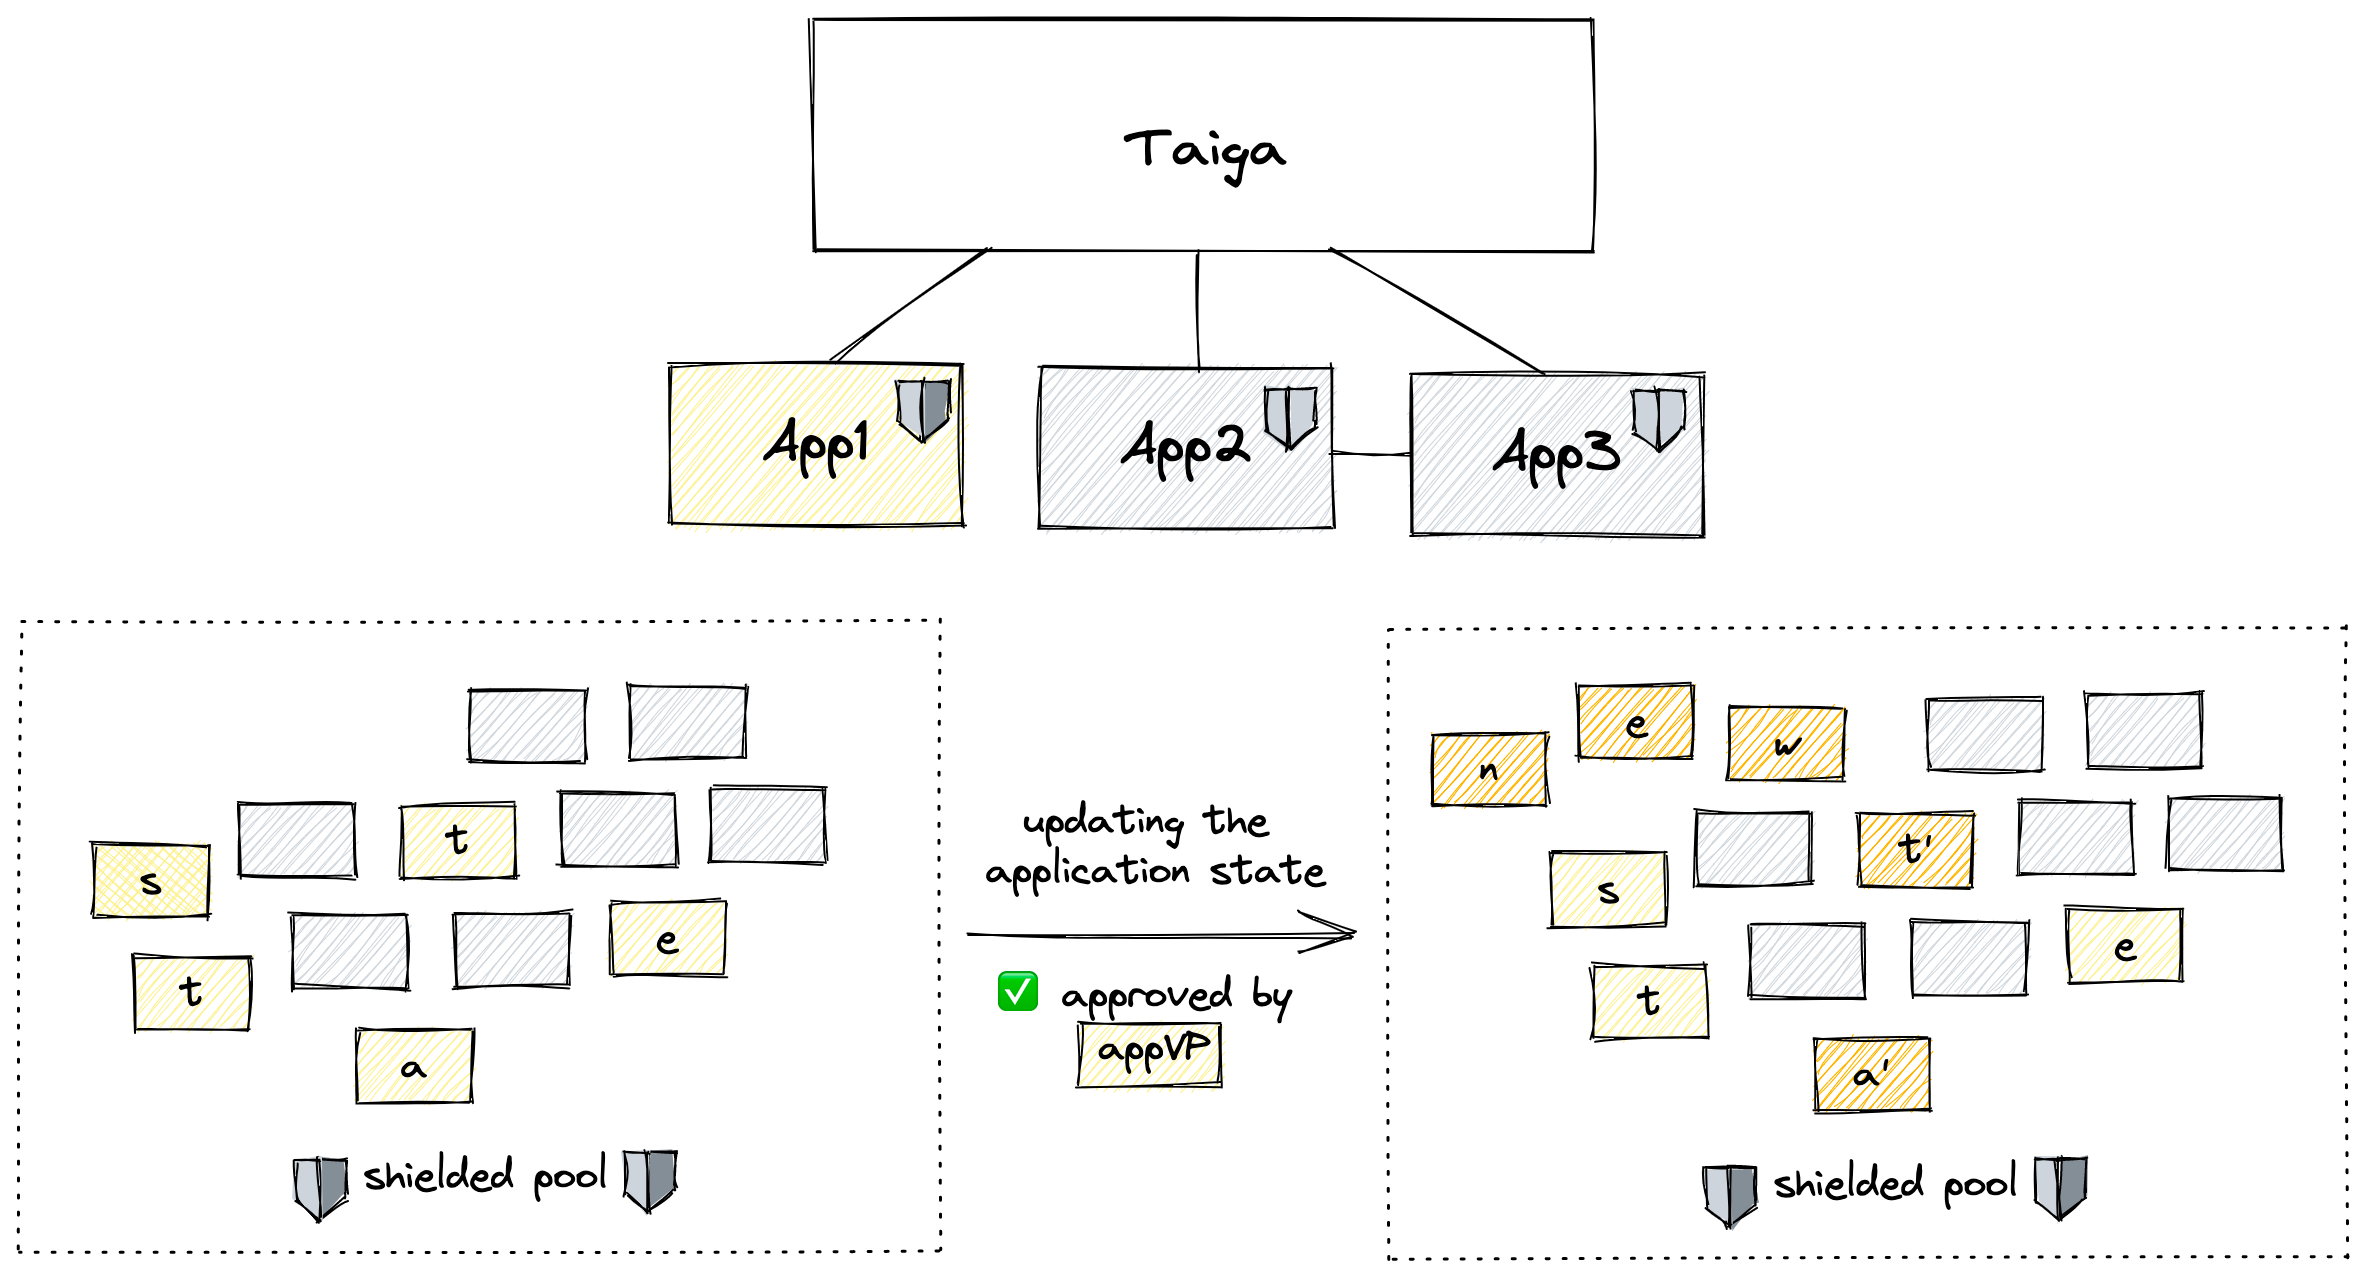 Taiga
App1
App2
App3
s
t
t
e
a
shielded pool
updating the
application state
✅ approved by
appVP
n
e
w
s
t'
t
e
a'
shielded pool